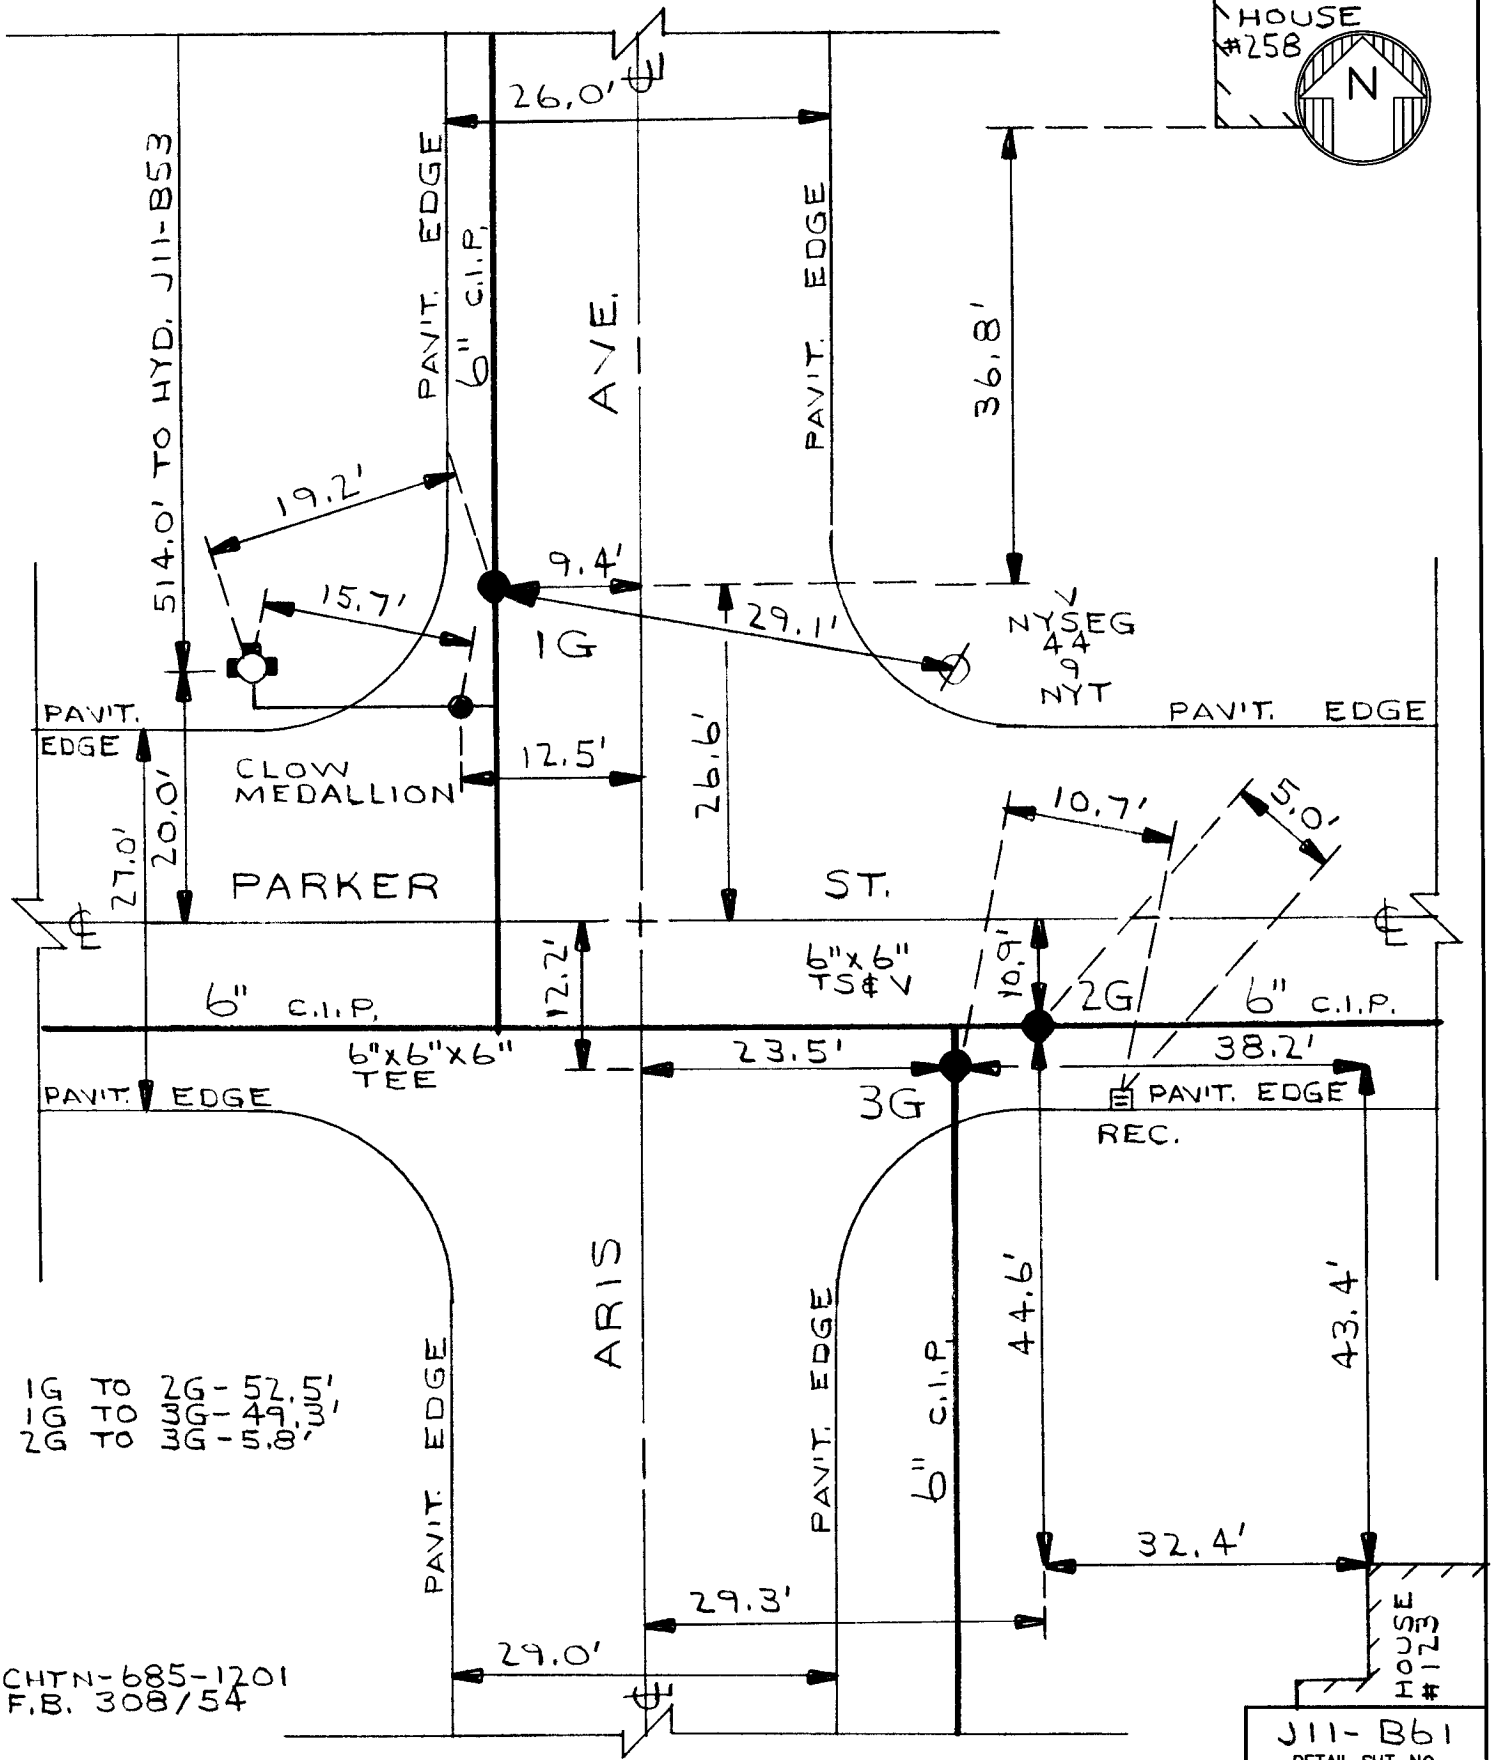 HOUSE
#258
N
℄
26.0'
514.0' TO HYD. J11-B53
PAV'T. EDGE
6" C.I.P.
AVE.
PAV'T. EDGE
36.8'
19.2'
15.7'
9.4'
1G
29.1'
NYSEG
44
9
NYT
PAV'T.
EDGE
PAV'T. EDGE
CLOW
MEDALLION
12.5'
26.6'
10.7'
5.0'
27.0'
20.0'
PARKER ST.
℄
℄
12.2'
6"x6"
TS&V
10.9'
2G
6" C.I.P.
6" C.I.P.
6"x6"x6"
TEE
23.5'
38.2'
PAV'T. EDGE
3G
PAV'T. EDGE
REC.
ARIS
44.6'
43.4'
PAV'T. EDGE
PAV'T. EDGE
6" C.I.P.
1G TO 2G-52.5'
1G TO 3G-49.3'
2G TO 3G-5.8'
32.4'
29.3'
29.0'
HOUSE
#123
CHTN-685-1201
F.B. 308/54
℄
J11-B61
DETAIL SHT. NO.